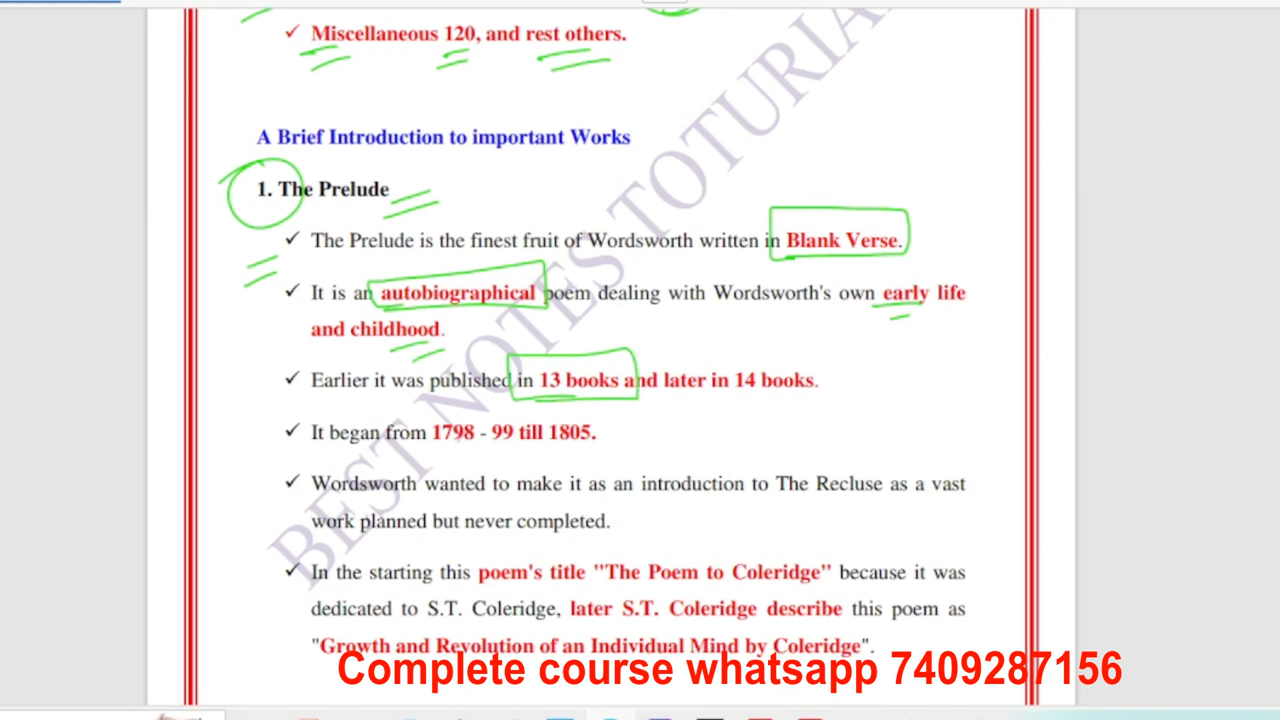 ✓ Miscellaneous 120, and rest others.
A Brief Introduction to important Works
1. The Prelude
✓ The Prelude is the finest fruit of Wordsworth written in Blank Verse.
✓ It is an autobiographical poem dealing with Wordsworth's own early life
and childhood.
✓ Earlier it was published in 13 books and later in 14 books.
✓ It began from 1798 - 99 till 1805.
✓ Wordsworth wanted to make it as an introduction to The Recluse as a vast
work planned but never completed.
✓ In the starting this poem's title "The Poem to Coleridge" because it was
dedicated to S.T. Coleridge, later S.T. Coleridge describe this poem as
"Growth and Revolution of an Individual Mind by Coleridge".
Complete course whatsapp 7409287156
BEST NOTES TOTURIAL